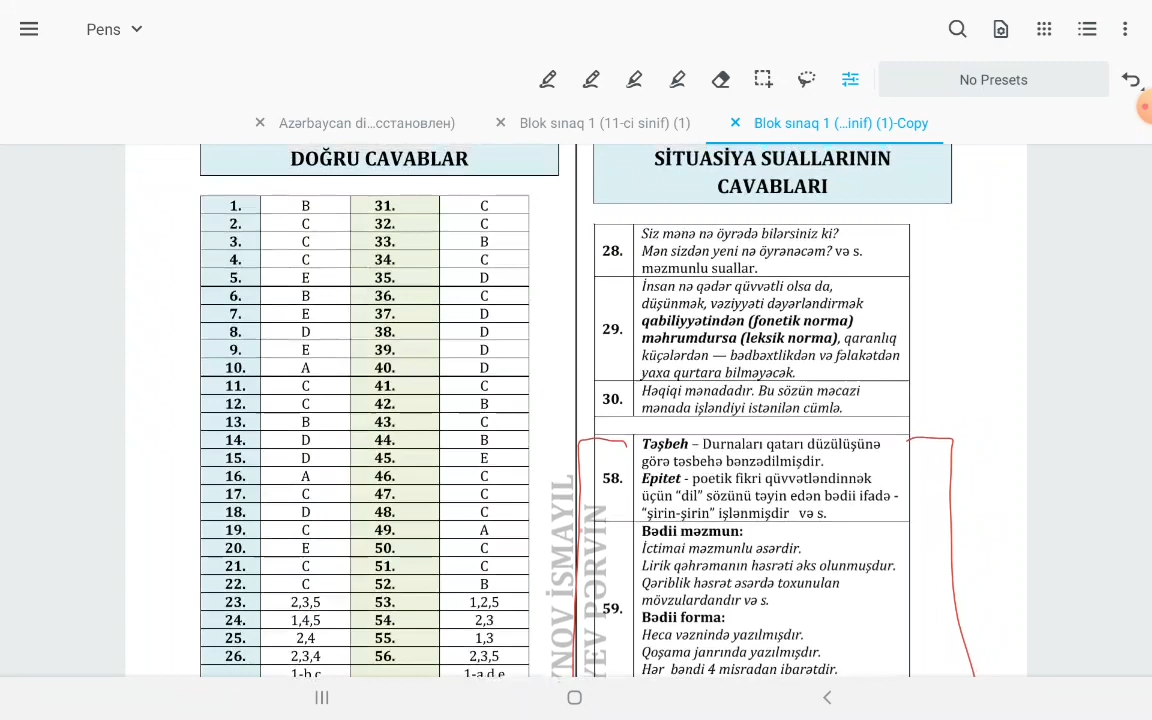 Pens
No Presets
Azərbaycan di...сстановлен)
Blok sınaq 1 (11-ci sinif) (1)
Blok sınaq 1 (...inif) (1)-Copy
DOĞRU CAVABLAR
1. B 31. C
2. C 32. C
3. C 33. B
4. C 34. C
5. E 35. D
6. B 36. C
7. E 37. D
8. D 38. D
9. E 39. D
10. A 40. D
11. C 41. C
12. C 42. B
13. B 43. C
14. D 44. B
15. D 45. E
16. A 46. C
17. C 47. C
18. D 48. C
19. C 49. A
20. E 50. C
21. C 51. C
22. C 52. B
23. 2,3,5 53. 1,2,5
24. 1,4,5 54. 2,3
25. 2,4 55. 1,3
26. 2,3,4 56. 2,3,5
1-b,c 1-a,d,e
SİTUASİYA SUALLARININ
CAVABLARI
28.
Siz mənə nə öyrədə bilərsiniz ki?
Mən sizdən yeni nə öyrənəcəm? və s.
məzmunlu suallar.
29.
İnsan nə qədər qüvvətli olsa da,
düşünmək, vəziyyəti dəyərləndirmək
qabiliyyətindən (fonetik norma)
məhrumdursa (leksik norma), qaranlıq
küçələrdən — bədbəxtlikdən və fəlakətdən
yaxa qurtara bilməyəcək.
30.
Həqiqi mənadadır. Bu sözün məcazi
mənada işləndiyi istənilən cümlə.
58.
Təşbeh – Durnaları qatarı düzülüşünə
görə təsbehə bənzədilmişdir.
Epitet - poetik fikri qüvvətləndinnək
üçün “dil” sözünü təyin edən bədii ifadə -
“şirin-şirin” işlənmişdir və s.
59.
Bədii məzmun:
İctimai məzmunlu əsərdir.
Lirik qəhrəmanın həsrəti əks olunmuşdur.
Qəriblik həsrət əsərdə toxunulan
mövzulardandır və s.
Bədii forma:
Heca vəznində yazılmışdır.
Qoşama janrında yazılmışdır.
Hər bəndi 4 misradan ibarətdir.
YNOV İSMAYIL
YEV PƏRVİN